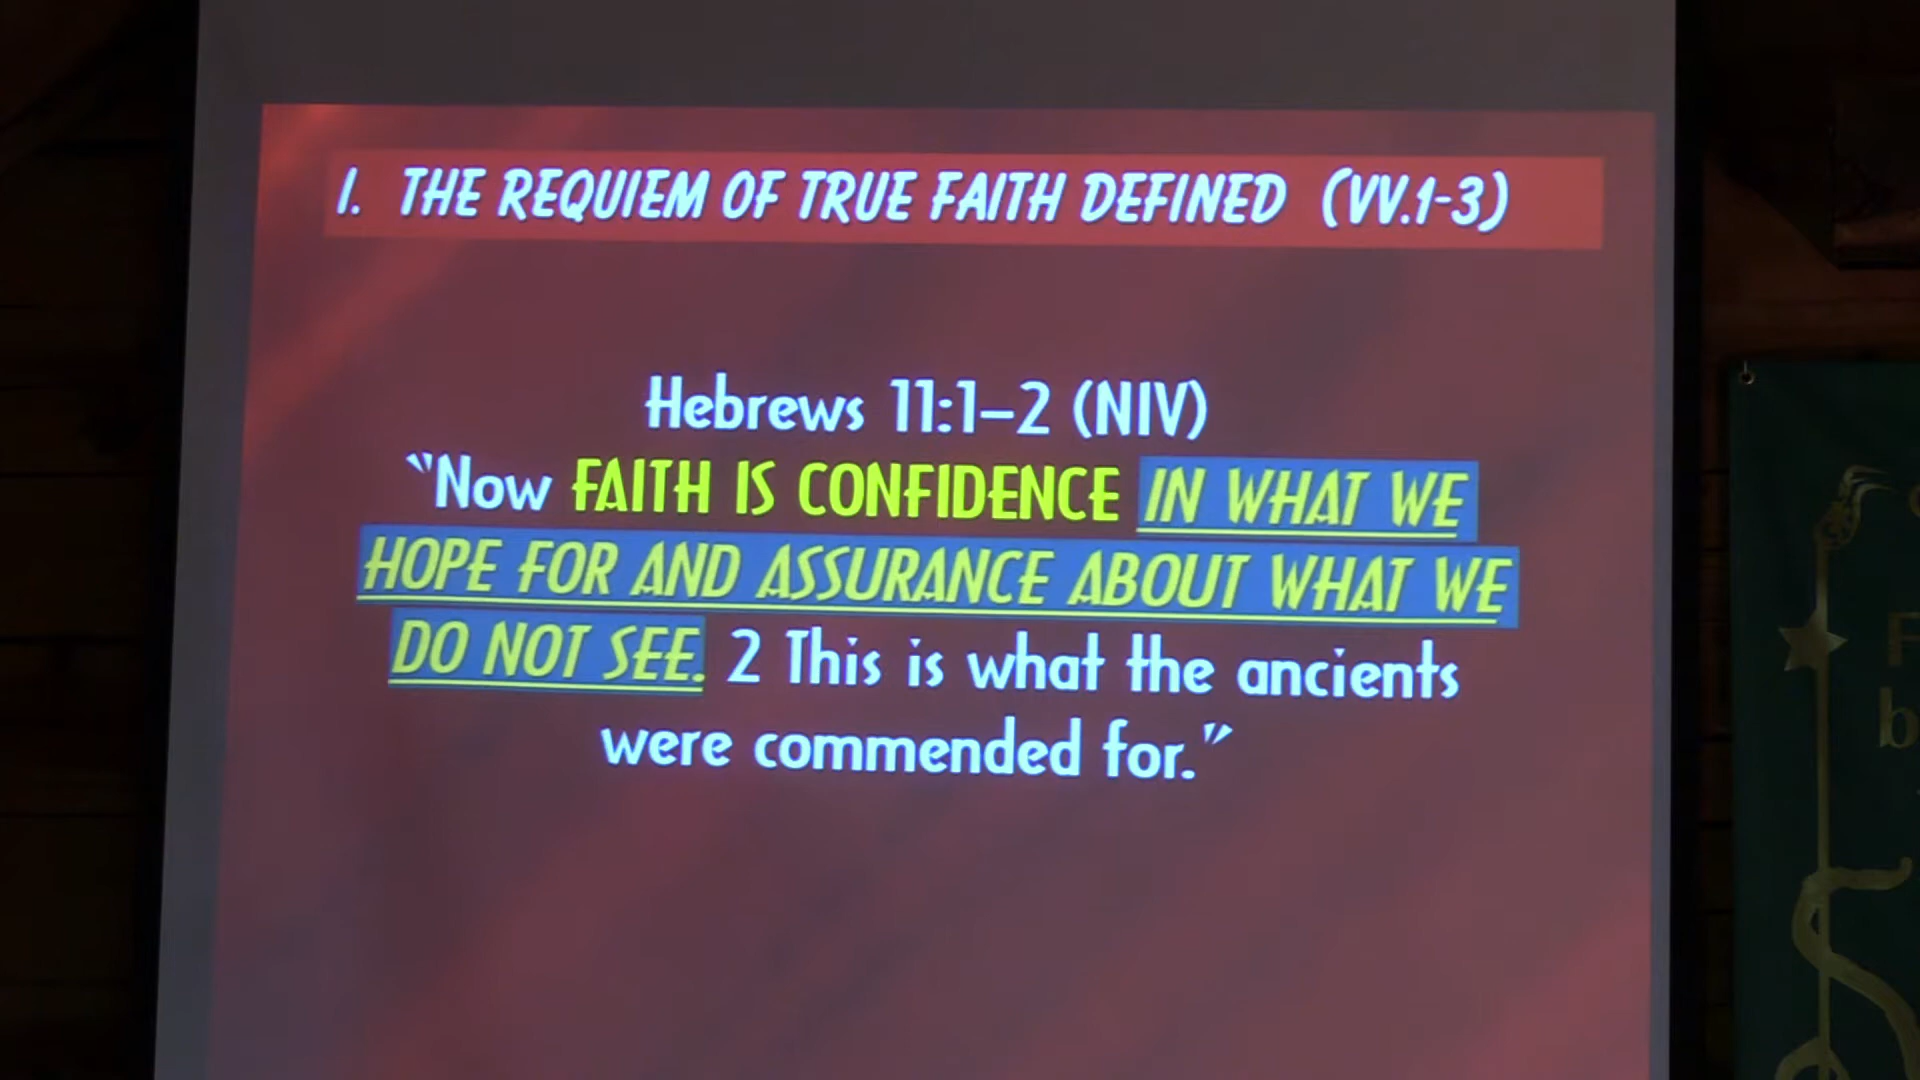 I. THE REQUIEM OF TRUE FAITH DEFINED (VV.1-3)
Hebrews 11:1–2 (NIV)
“Now FAITH IS CONFIDENCE IN WHAT WE
HOPE FOR AND ASSURANCE ABOUT WHAT WE
DO NOT SEE. 2 This is what the ancients
were commended for.”